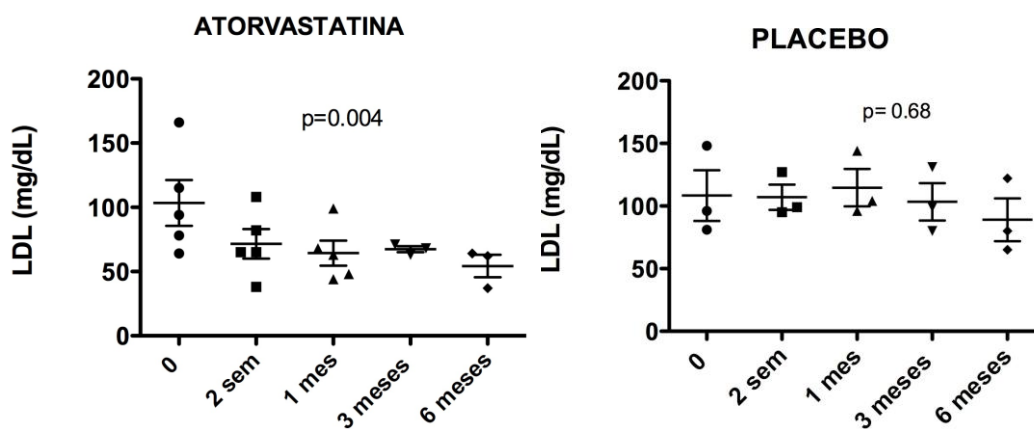 ATORVASTATINA
LDL (mg/dL)
200
150
100
50
0
p=0.004
0
2 sem
1 mes
3 meses
6 meses
PLACEBO
LDL (mg/dL)
200
150
100
50
0
p= 0.68
0
2 sem
1 mes
3 meses
6 meses